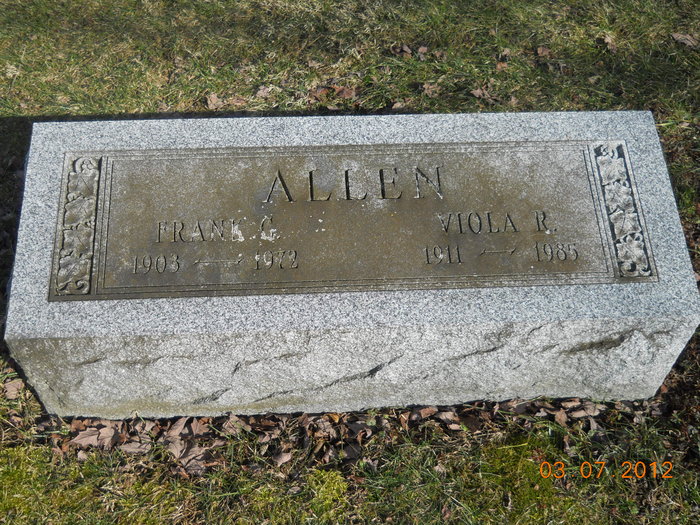 ALLEN
FRANK G. VIOLA R.
1903 — 1972 1911 — 1985
03.07.2012